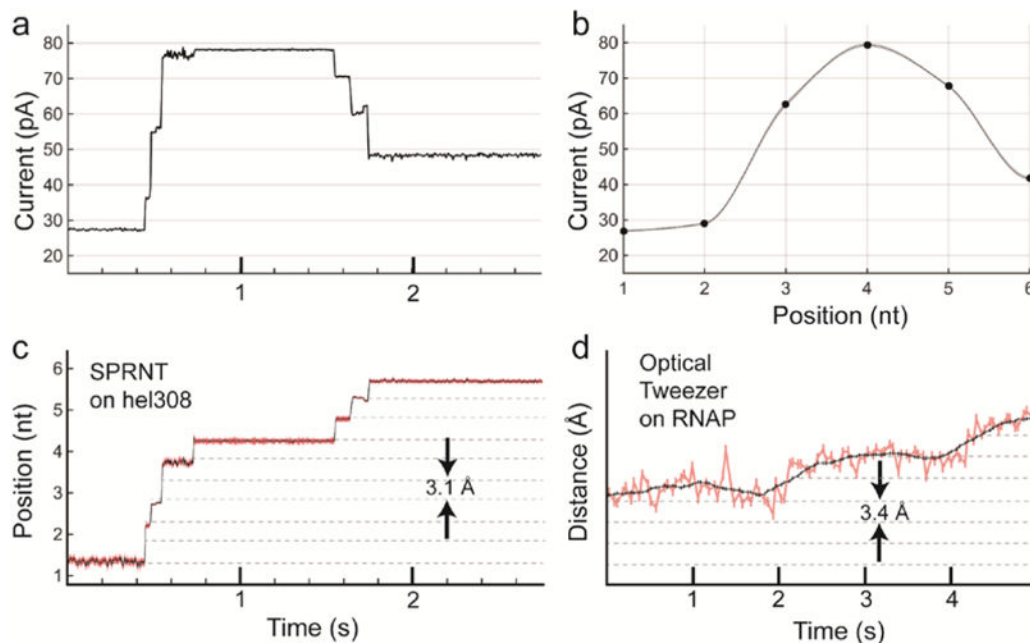 a
Current (pA)
80
70
60
50
40
30
20
1
2
b
Current (pA)
80
70
60
50
40
30
20
1
2
3
4
5
6
Position (nt)
c
SPRNT
on hel308
Position (nt)
6
5
4
3
2
1
3.1 Å
1
2
Time (s)
d
Optical
Tweezer
on RNAP
Distance (Å)
3.4 Å
1
2
3
4
Time (s)